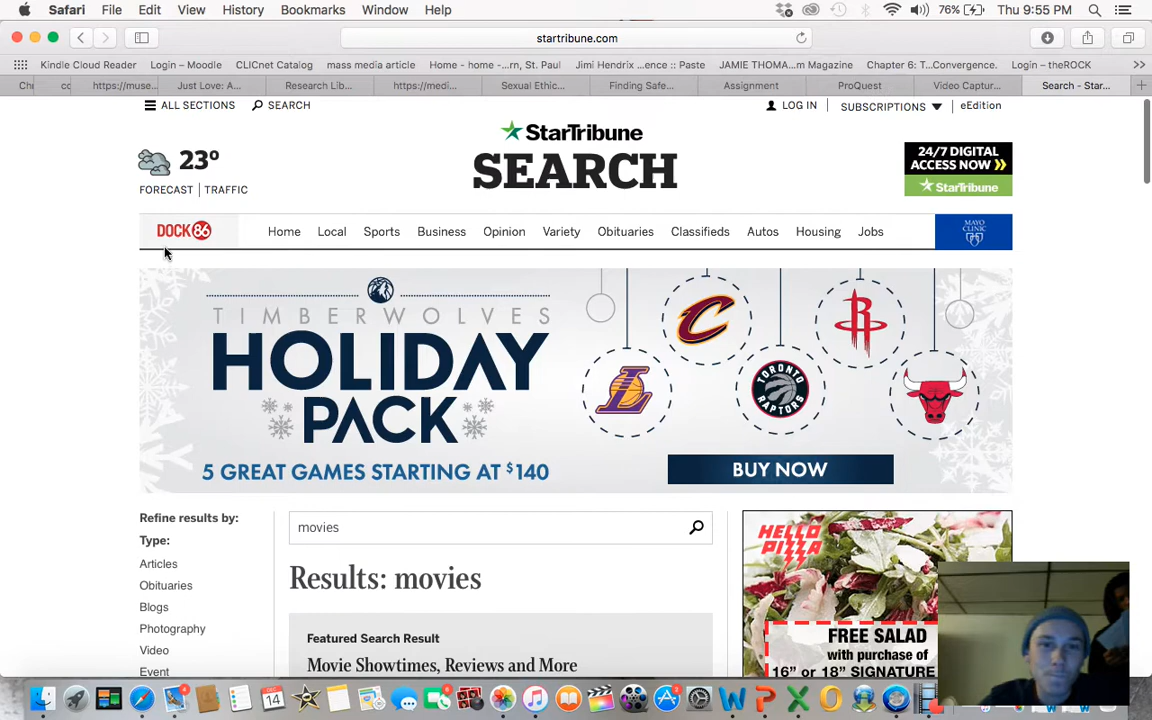 Safari File Edit View History Bookmarks Window Help 76% Thu 9:55 PM
startribune.com
Kindle Cloud Reader Login – Moodle CLICnet Catalog mass media article Home - home -...rn, St. Paul Jimi Hendrix ...ence :: Paste JAMIE THOMA...m Magazine Chapter 6: T...Convergence. Login – theROCK >>
Chr cc https://muse... Just Love: A... Research Lib... https://medi... Sexual Ethic... Finding Safe... Assignment ProQuest Video Captur... Search - Star...
ALL SECTIONS SEARCH LOG IN SUBSCRIPTIONS eEdition
StarTribune
SEARCH
23°
FORECAST | TRAFFIC
24/7 DIGITAL
ACCESS NOW
StarTribune
DOCK 86 Home Local Sports Business Opinion Variety Obituaries Classifieds Autos Housing Jobs MAYO
CLINIC
TIMBERWOLVES
HOLIDAY
PACK
5 GREAT GAMES STARTING AT $140
TORONTO
RAPTORS
BUY NOW
Refine results by:
Type:
Articles
Obituaries
Blogs
Photography
Video
Event
movies
Results: movies
Featured Search Result
Movie Showtimes, Reviews and More
HELLO
PIZZA
FREE SALAD
with purchase of
16" or 18" SIGNATURE